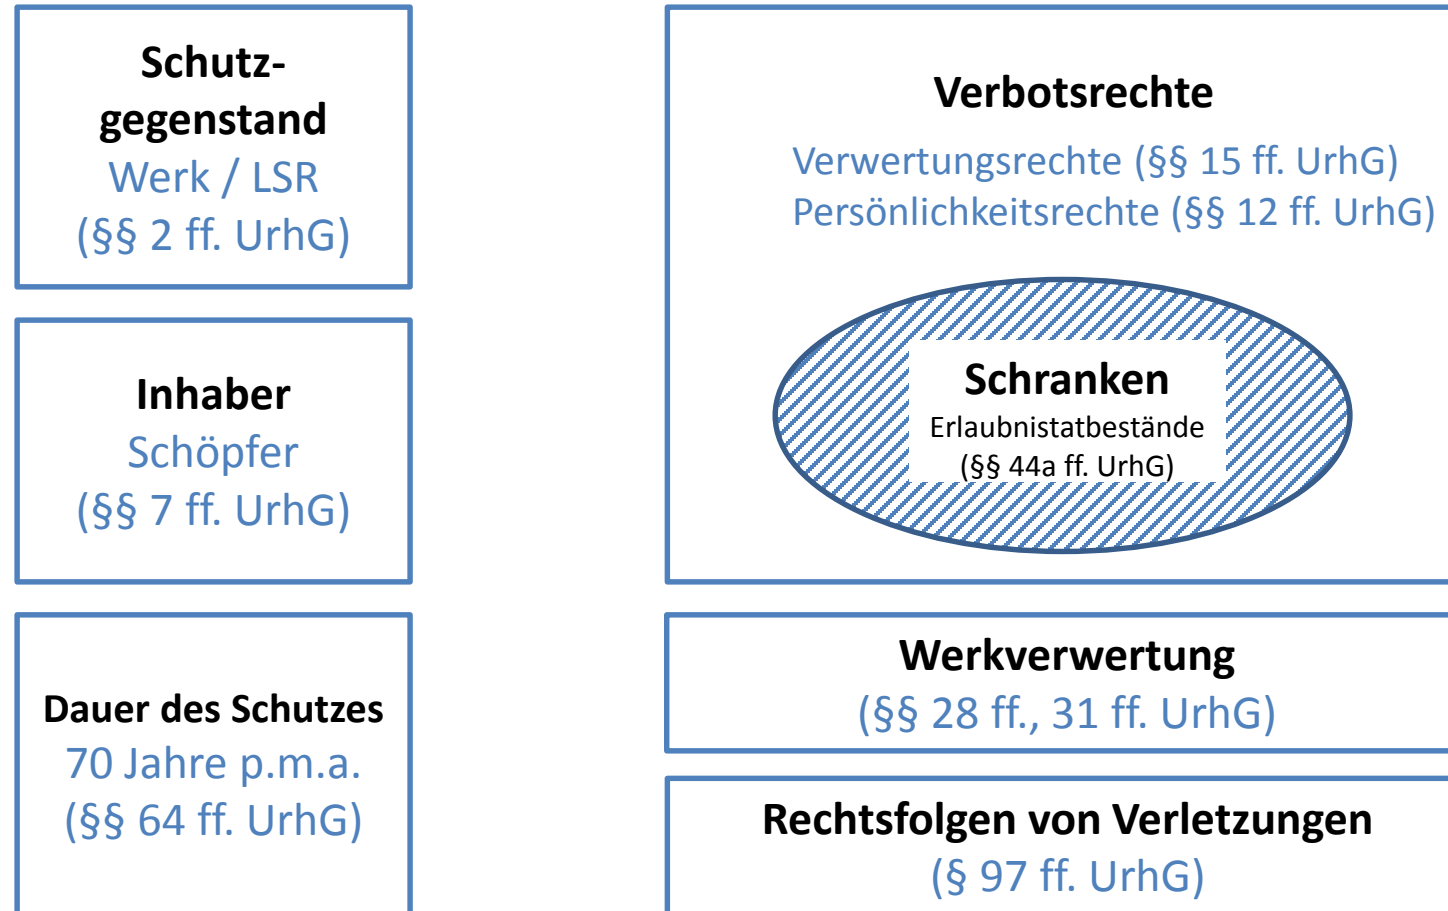 Schutz-
gegenstand
Werk / LSR
(§§ 2 ff. UrhG)
Inhaber
Schöpfer
(§§ 7 ff. UrhG)
Dauer des Schutzes
70 Jahre p.m.a.
(§§ 64 ff. UrhG)
Verbotsrechte
Verwertungsrechte (§§ 15 ff. UrhG)
Persönlichkeitsrechte (§§ 12 ff. UrhG)
Schranken
Erlaubnistatbestände
(§§ 44a ff. UrhG)
Werkverwertung
(§§ 28 ff., 31 ff. UrhG)
Rechtsfolgen von Verletzungen
(§ 97 ff. UrhG)